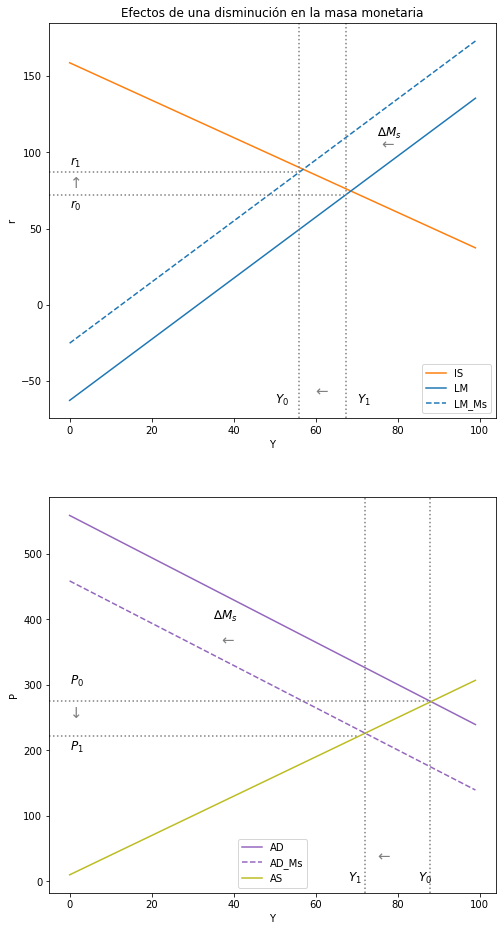 Efectos de una disminución en la masa monetaria
150
100
50
0
−50
r
r₁
↑
r₀
ΔMₛ
←
Y₀
←
Y₁
IS
LM
LM_Ms
0
20
40
60
80
100
Y
500
400
300
200
100
0
P
ΔMₛ
←
P₀
↓
P₁
AD
AD_Ms
AS
←
Y₁
Y₀
0
20
40
60
80
100
Y